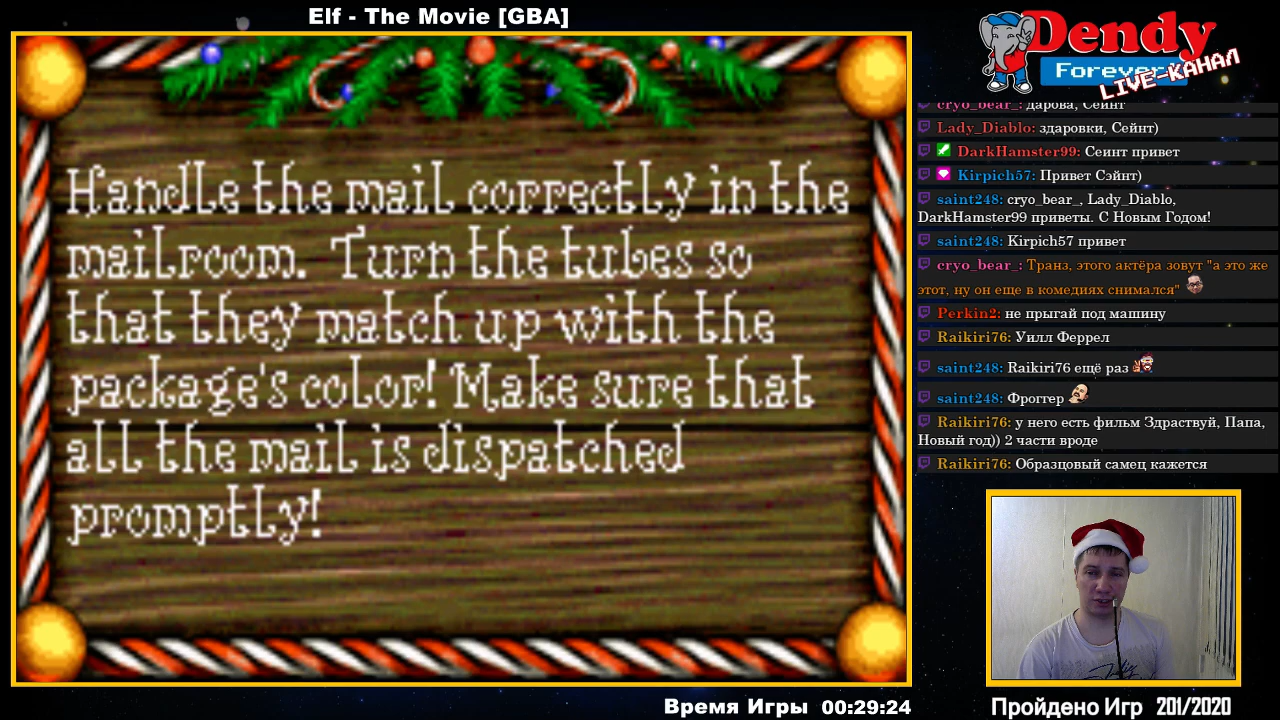 Elf - The Movie [GBA]
Dendy
Forever
LIVE-КАНАЛ
Handle the mail correctly in the
mailroom. Turn the tubes so
that they match up with the
package's color! Make sure that
all the mail is dispatched
promptly!
cryo_bear_: дарова, Сейнт
Lady_Diablo: здаровки, Сейнт)
DarkHamster99: Сеинт привет
Kirpich57: Привет Сэйнт)
saint248: cryo_bear_, Lady_Diablo,
DarkHamster99 приветы. С Новым Годом!
saint248: Kirpich57 привет
cryo_bear_: Транз, этого актёра зовут "а это же
этот, ну он еще в комедиях снимался"
Perkin2: не прыгай под машину
Raikiri76: Уилл Феррел
saint248: Raikiri76 ещё раз
saint248: Фроггер
Raikiri76: у него есть фильм Здраствуй, Папа,
Новый год)) 2 части вроде
Raikiri76: Образцовый самец кажется
Время Игры 00:29:24
Пройдено Игр 201/2020